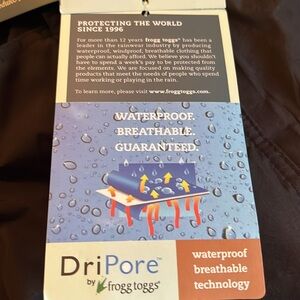 PROTECTING THE WORLD
SINCE 1996
For more than 12 years frogg toggs® has been a
leader in the rainwear industry by producing
waterproof, windproof, breathable clothing that
people can actually afford. We believe you shouldn't
have to spend a week's pay to be protected from
the elements. We are focused on making quality
products that meet the needs of people who spend
time working or playing in the rain.
To learn more, please visit www.froggtoggs.com.
WATERPROOF.
BREATHABLE.
GUARANTEED.
DriPore™
by frogg toggs®
waterproof
breathable
technology